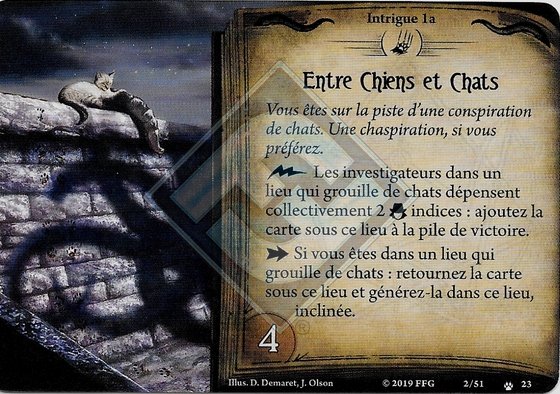 Intrigue 1a
Entre Chiens et Chats
Vous êtes sur la piste d'une conspiration
de chats. Une chaspiration, si vous
préférez.
Les investigateurs dans un
lieu qui grouille de chats dépensent
collectivement 2 indices : ajoutez la
carte sous ce lieu à la pile de victoire.
Si vous êtes dans un lieu qui
grouille de chats : retournez la carte
sous ce lieu et générez-la dans ce lieu,
inclinée.
4
Illus. D. Demaret, J. Olson © 2019 FFG 2/51 23